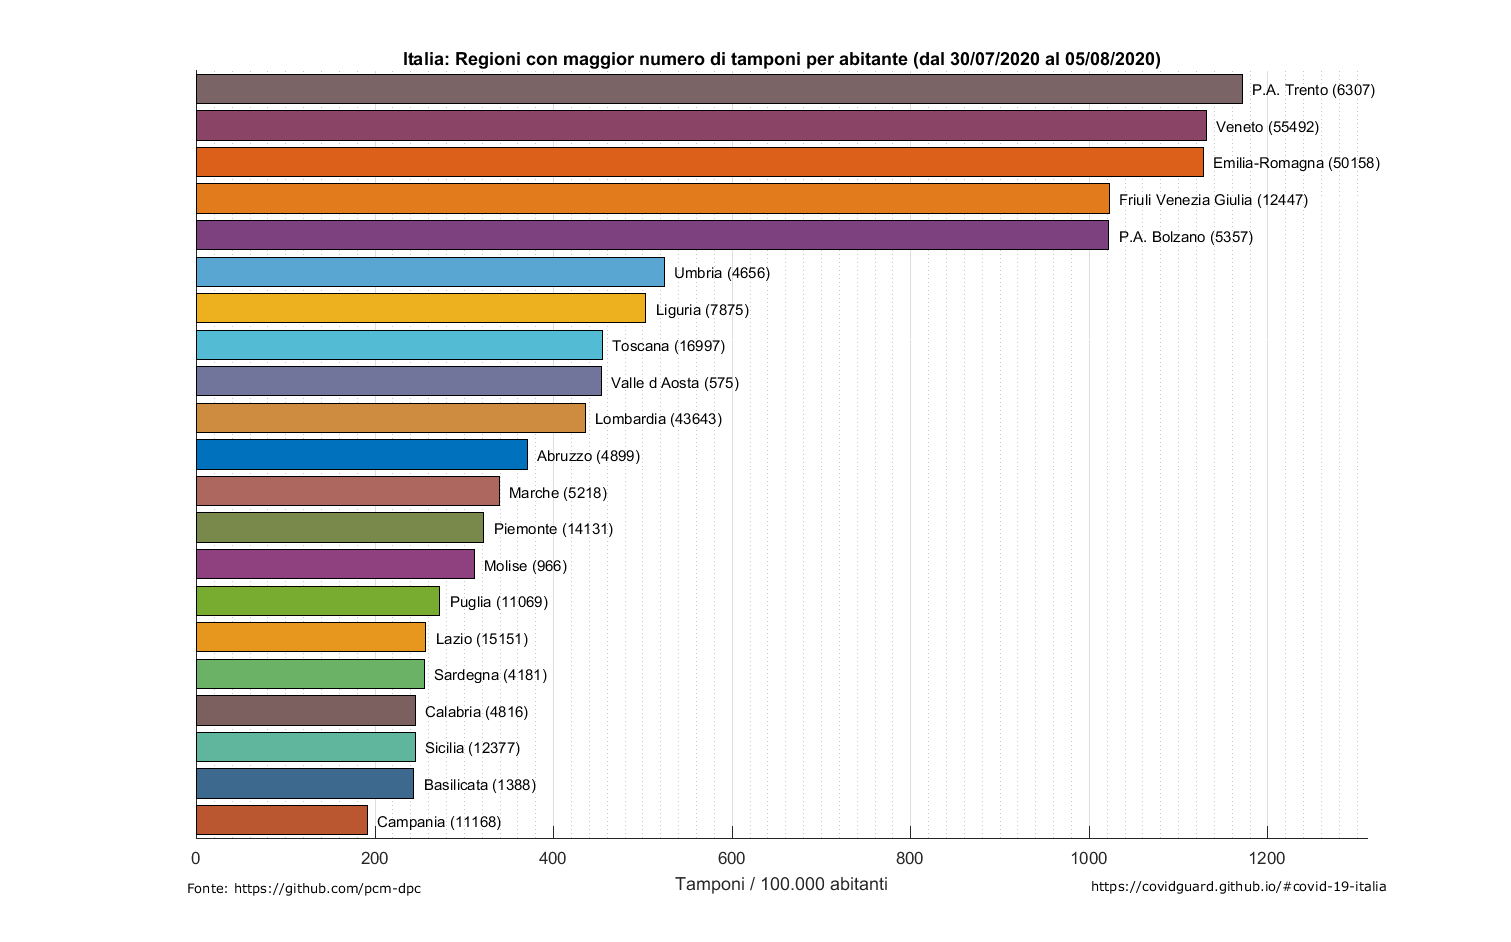 Italia: Regioni con maggior numero di tamponi per abitante (dal 30/07/2020 al 05/08/2020)
P.A. Trento (6307)
Veneto (55492)
Emilia-Romagna (50158)
Friuli Venezia Giulia (12447)
P.A. Bolzano (5357)
Umbria (4656)
Liguria (7875)
Toscana (16997)
Valle d Aosta (575)
Lombardia (43643)
Abruzzo (4899)
Marche (5218)
Piemonte (14131)
Molise (966)
Puglia (11069)
Lazio (15151)
Sardegna (4181)
Calabria (4816)
Sicilia (12377)
Basilicata (1388)
Campania (11168)
0 200 400 600 800 1000 1200
Tamponi / 100.000 abitanti
Fonte: https://github.com/pcm-dpc
https://covidguard.github.io/#covid-19-italia